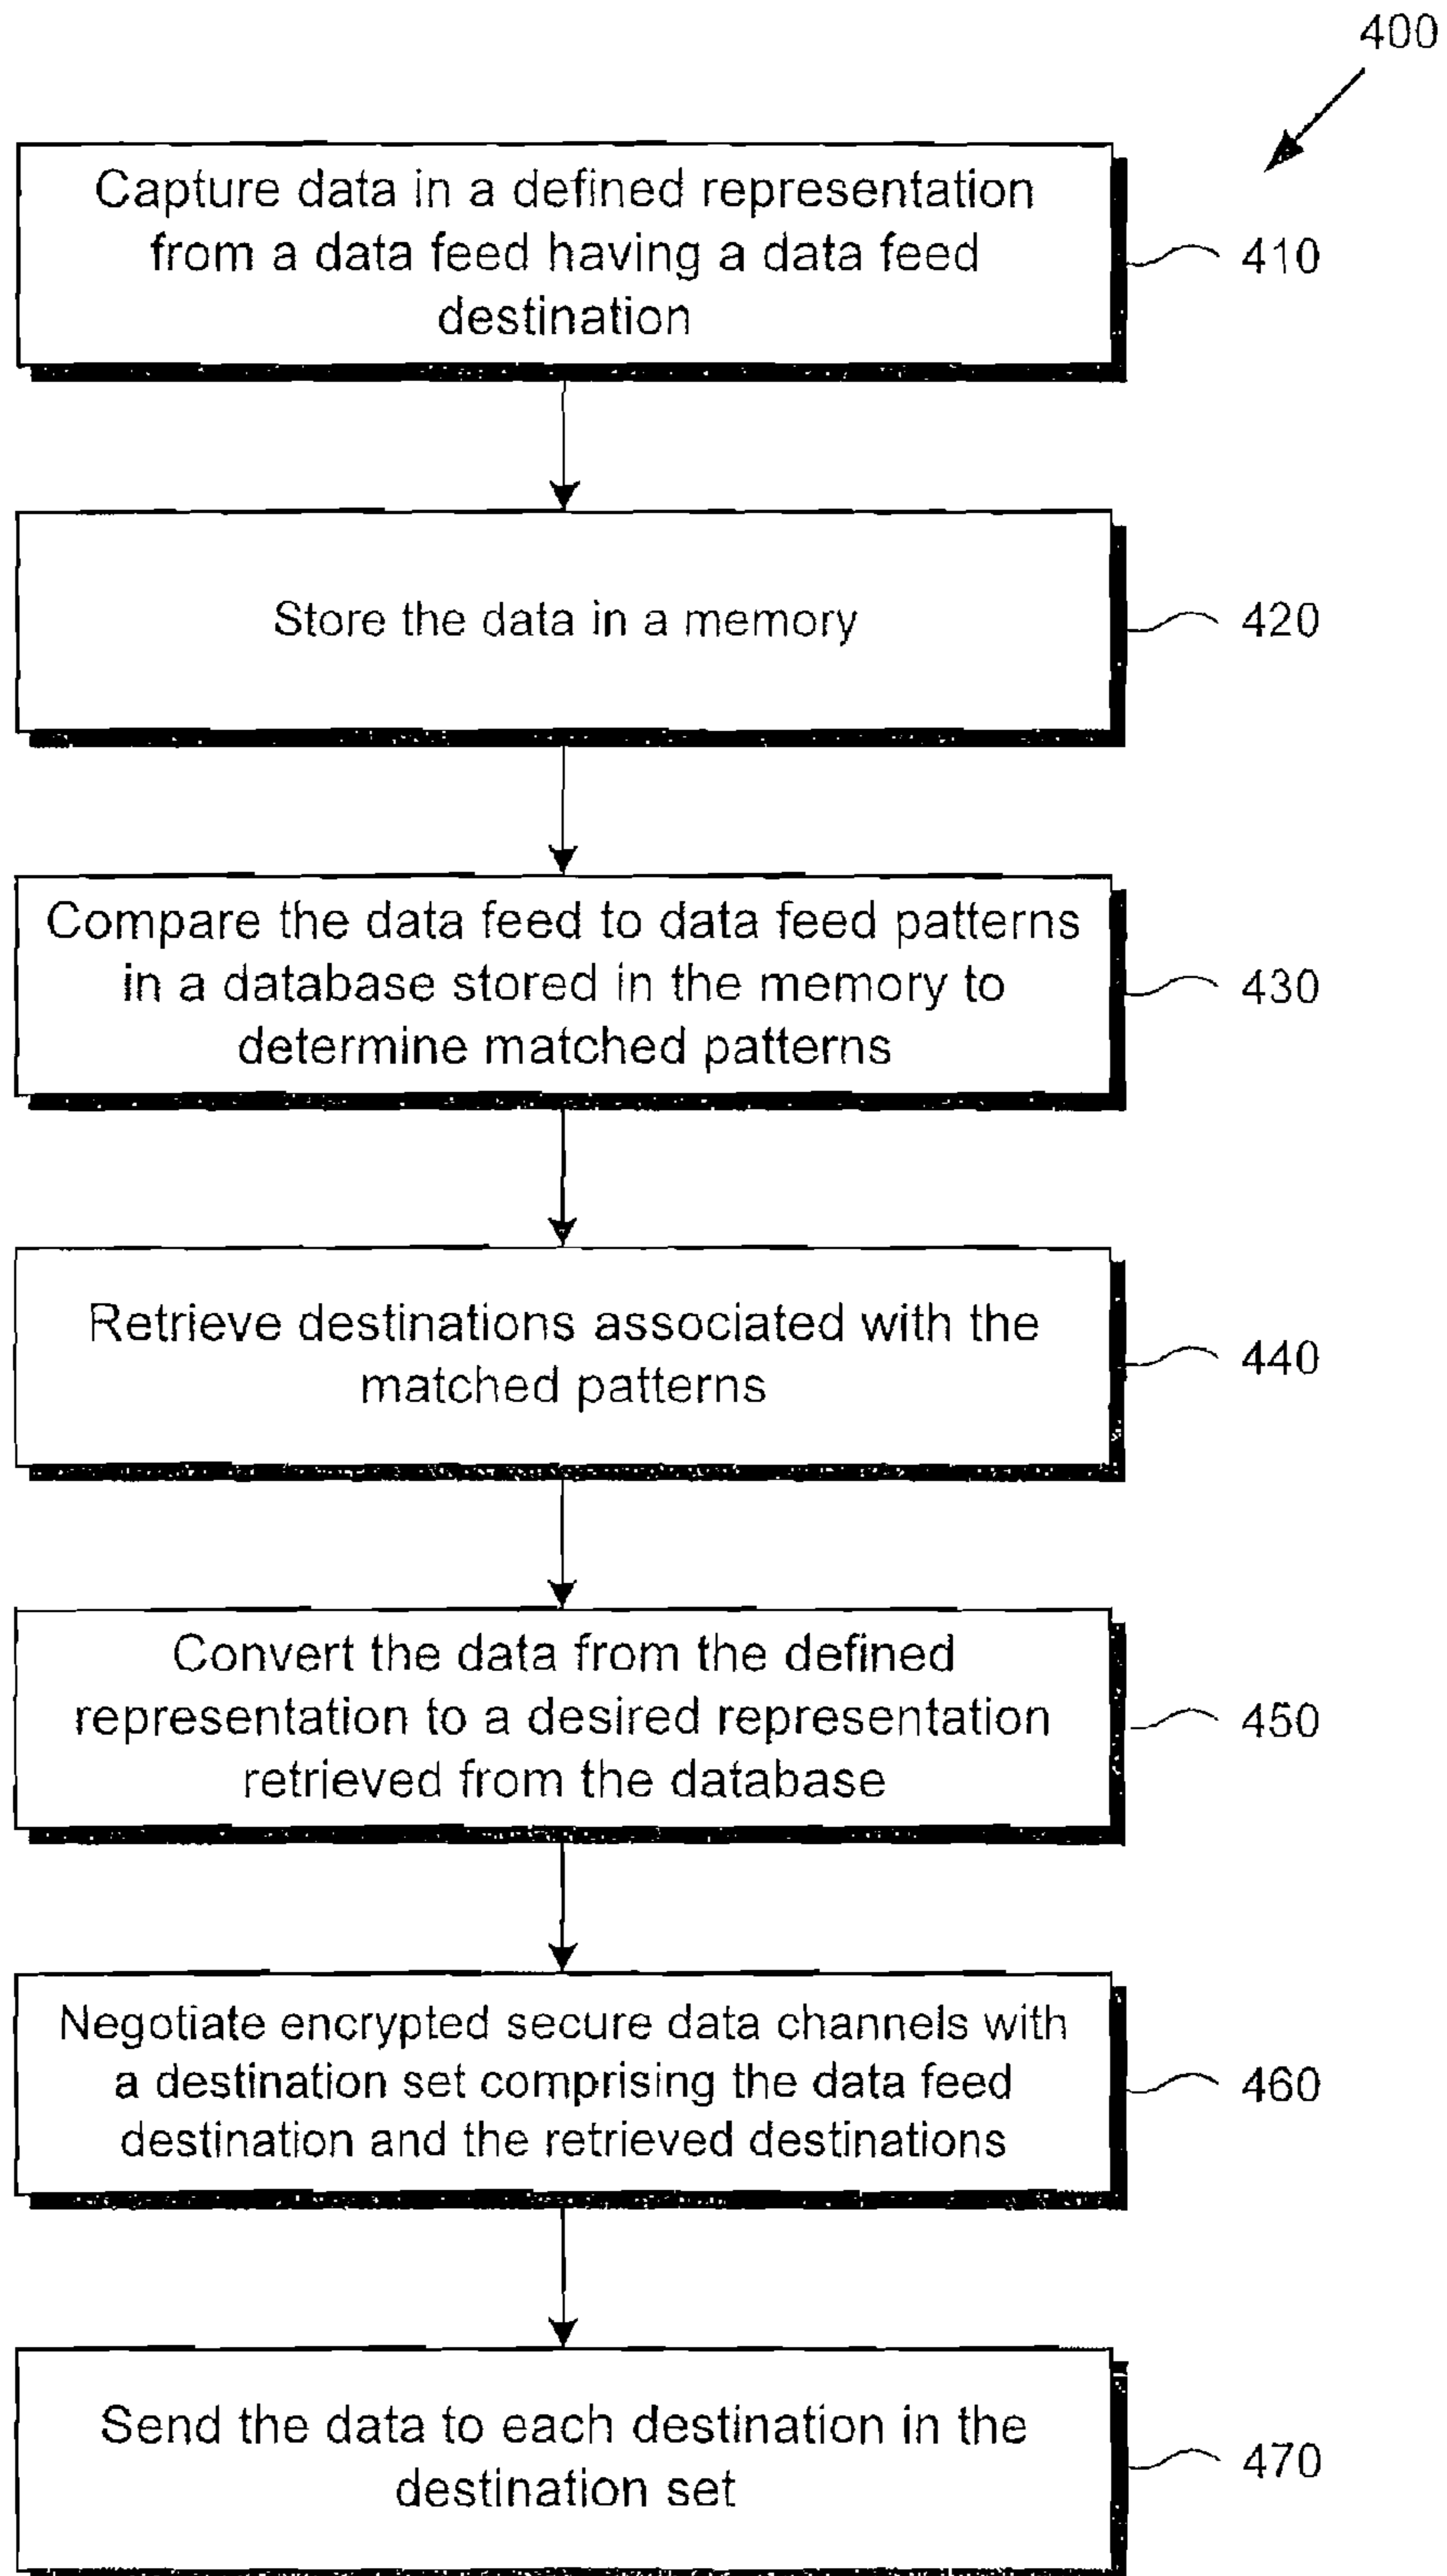 400
Capture data in a defined representation
from a data feed having a data feed
destination
410
Store the data in a memory
420
Compare the data feed to data feed patterns
in a database stored in the memory to
determine matched patterns
430
Retrieve destinations associated with the
matched patterns
440
Convert the data from the defined
representation to a desired representation
retrieved from the database
450
Negotiate encrypted secure data channels with
a destination set comprising the data feed
destination and the retrieved destinations
460
Send the data to each destination in the
destination set
470